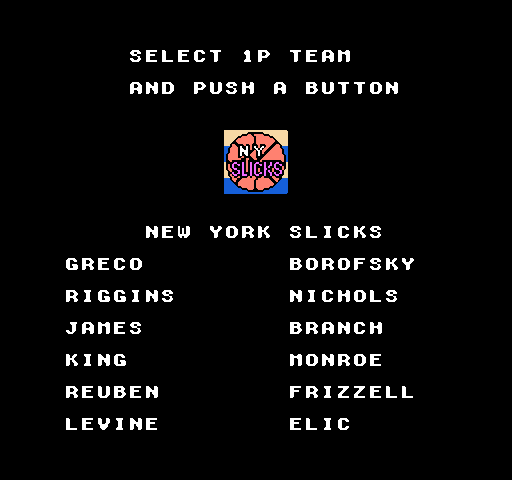 SELECT 1P TEAM
AND PUSH A BUTTON
NY
SLICKS
NEW YORK SLICKS
GRECO BOROFSKY
RIGGINS NICHOLS
JAMES BRANCH
KING MONROE
REUBEN FRIZZELL
LEVINE ELIC